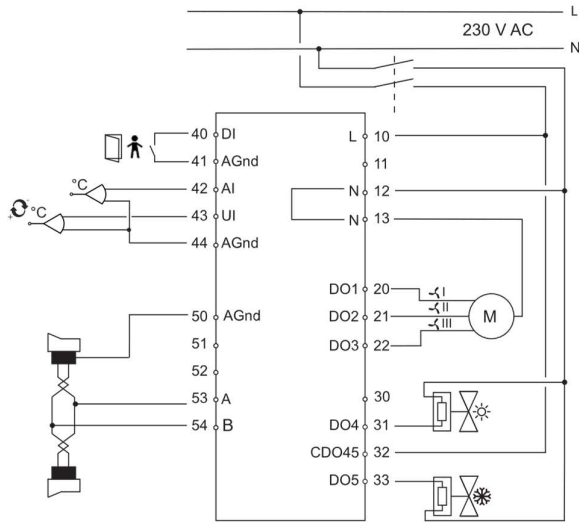 L
230 V AC
N
40 DI
L 10
41 AGnd
11
°C
42 AI
N 12
°C
43 UI
N 13
44 AGnd
DO1 20
I
50 AGnd
DO2 21
II
M
51
DO3 22
III
52
53 A
30
54 B
DO4 31
CDO45 32
DO5 33